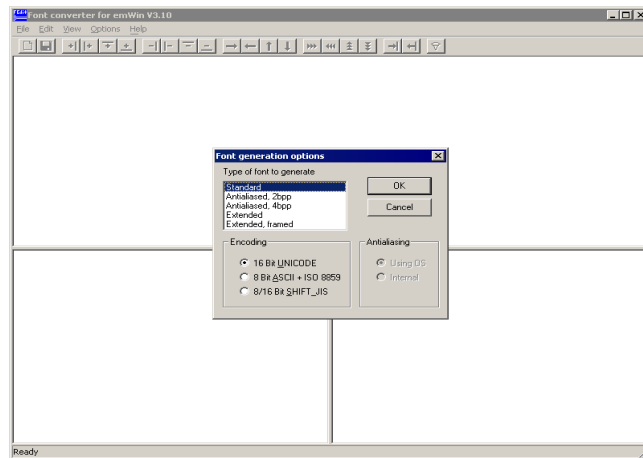 Font converter for emWin V3.10
File Edit View Options Help
Font generation options
Type of font to generate
Standard
Antialiased, 2bpp
Antialiased, 4bpp
Extended
Extended, framed
OK
Cancel
Encoding
16 Bit UNICODE
8 Bit ASCII + ISO 8859
8/16 Bit SHIFT_JIS
Antialiasing
Using OS
Internal
Ready